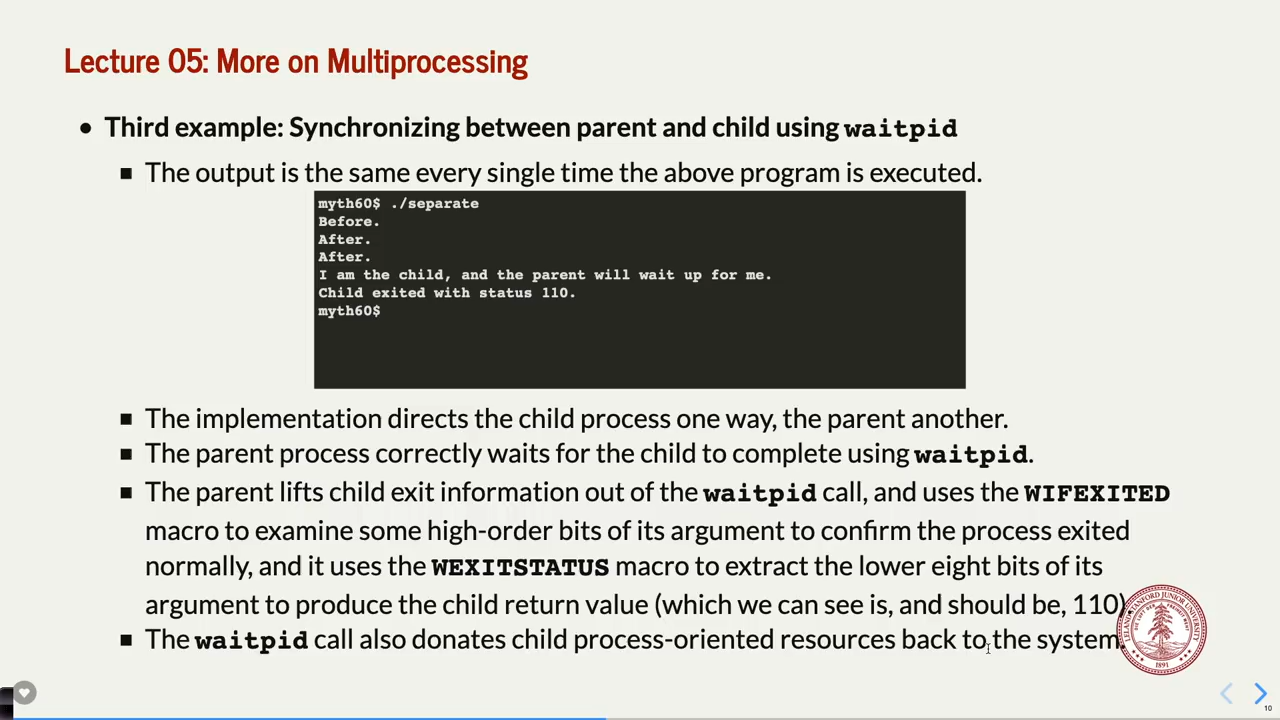 Lecture 05: More on Multiprocessing
• Third example: Synchronizing between parent and child using waitpid
▪ The output is the same every single time the above program is executed.
myth60$ ./separate
Before.
After.
After.
I am the child, and the parent will wait up for me.
Child exited with status 110.
myth60$
▪ The implementation directs the child process one way, the parent another.
▪ The parent process correctly waits for the child to complete using waitpid.
▪ The parent lifts child exit information out of the waitpid call, and uses the WIFEXITED
macro to examine some high-order bits of its argument to confirm the process exited
normally, and it uses the WEXITSTATUS macro to extract the lower eight bits of its
argument to produce the child return value (which we can see is, and should be, 110).
▪ The waitpid call also donates child process-oriented resources back to the system.
1891
10